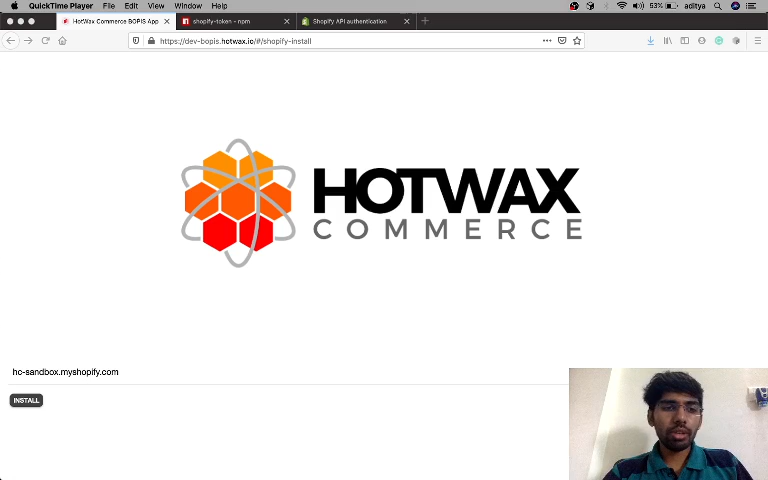 QuickTime Player File Edit View Window Help 53% aditya
HotWax Commerce BOPIS App shopify-token - npm Shopify API authentication
https://dev-bopis.hotwax.io/#/shopify-install
HOTWAX
COMMERCE
hc-sandbox.myshopify.com
INSTALL